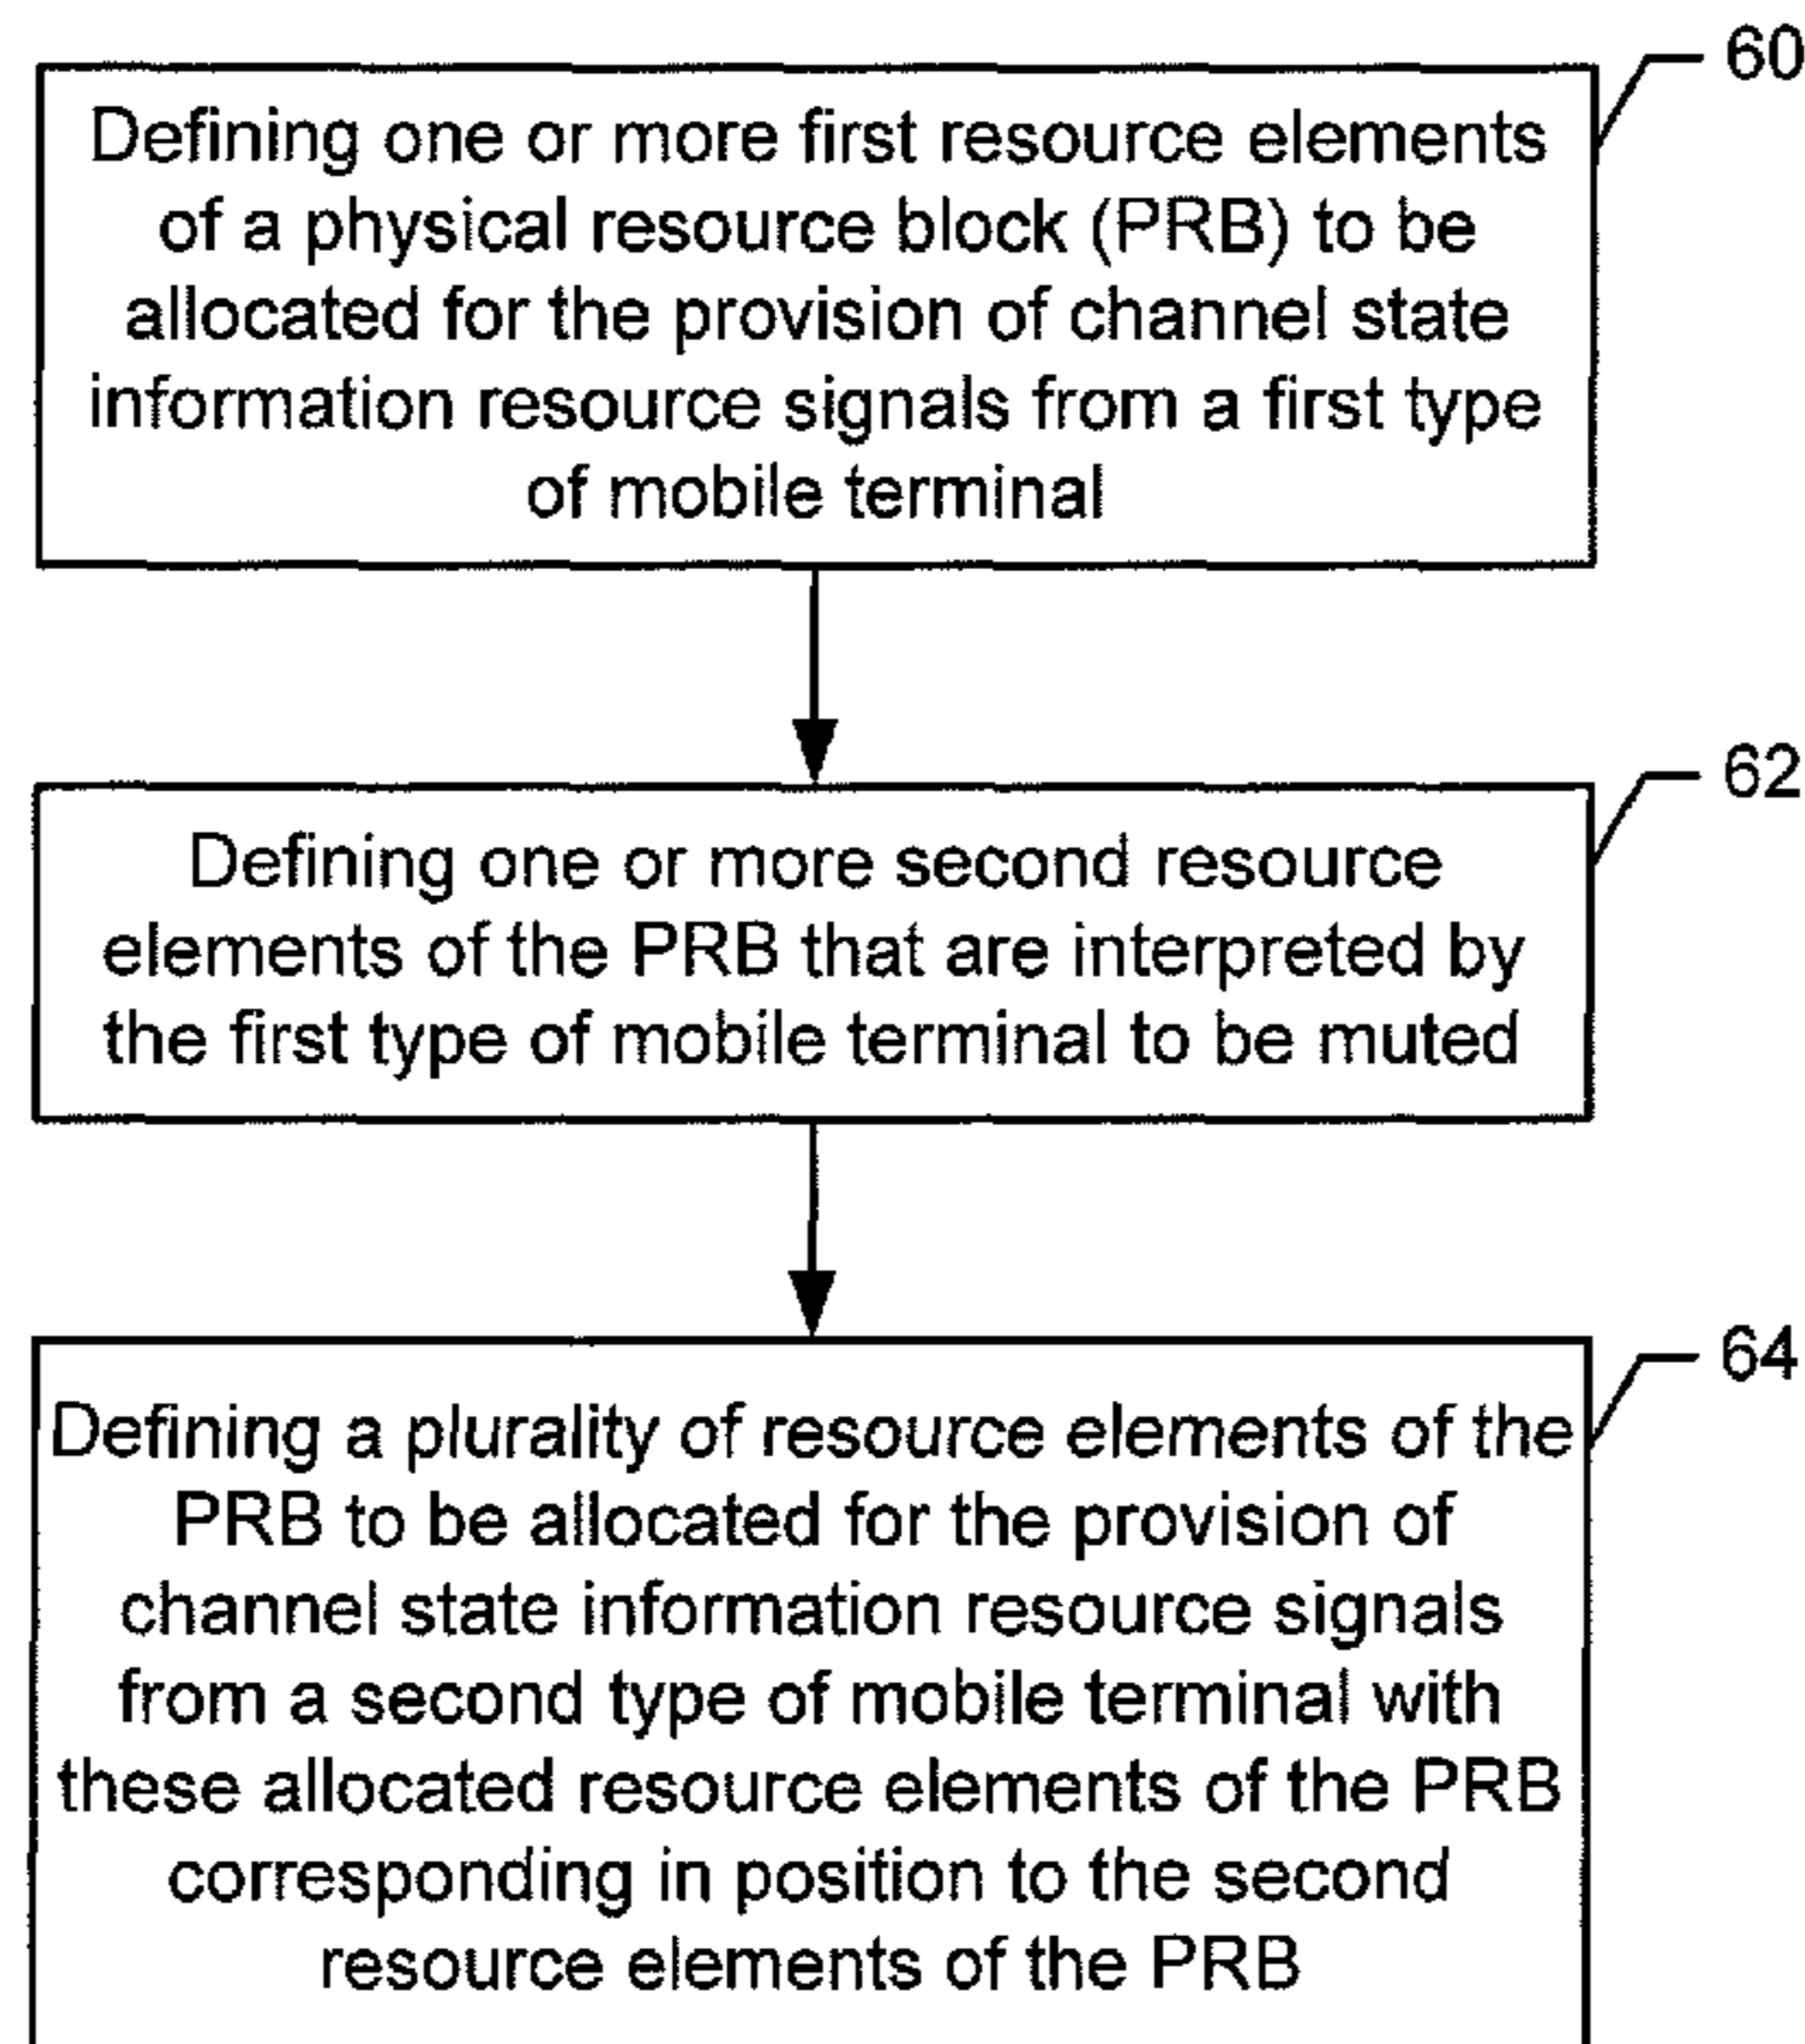 60
Defining one or more first resource elements
of a physical resource block (PRB) to be
allocated for the provision of channel state
information resource signals from a first type
of mobile terminal
62
Defining one or more second resource
elements of the PRB that are interpreted by
the first type of mobile terminal to be muted
64
Defining a plurality of resource elements of the
PRB to be allocated for the provision of
channel state information resource signals
from a second type of mobile terminal with
these allocated resource elements of the PRB
corresponding in position to the second
resource elements of the PRB